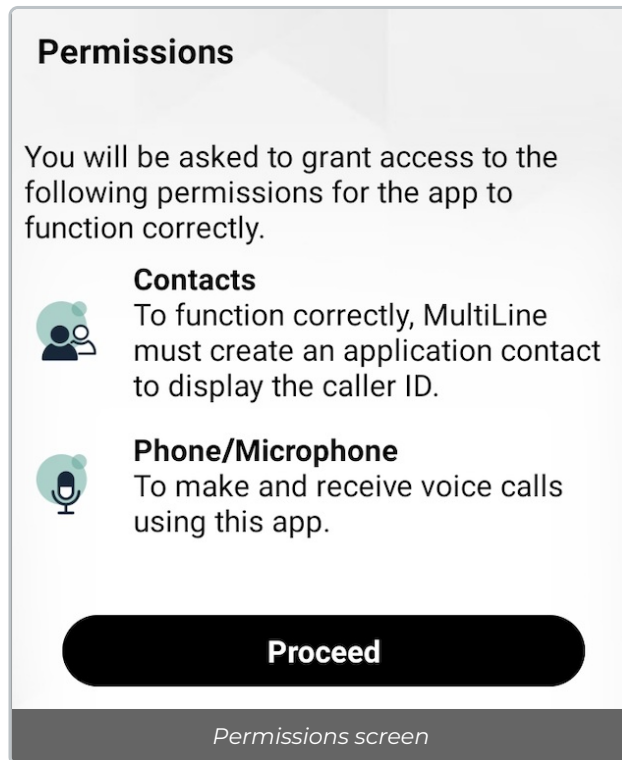 Permissions
You will be asked to grant access to the
following permissions for the app to
function correctly.
Contacts
To function correctly, MultiLine
must create an application contact
to display the caller ID.
Phone/Microphone
To make and receive voice calls
using this app.
Proceed
Permissions screen